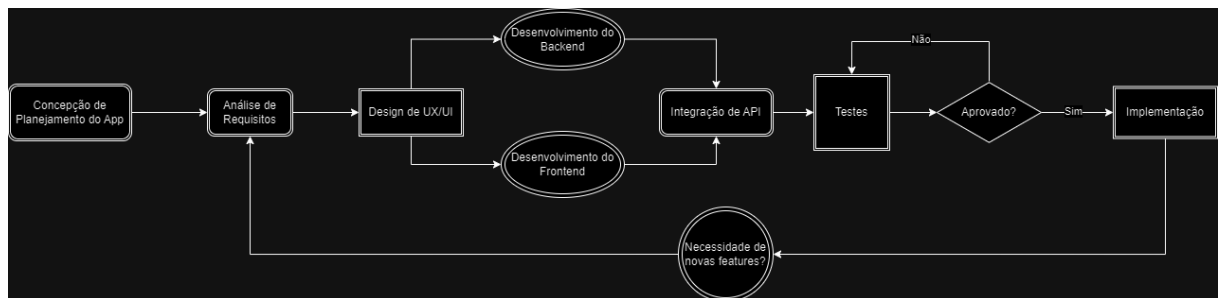 Concepção de
Planejamento do App
Análise de
Requisitos
Design de UX/UI
Desenvolvimento do
Backend
Desenvolvimento do
Frontend
Integração de API
Testes
Não
Aprovado?
Sim
Implementação
Necessidade de
novas features?